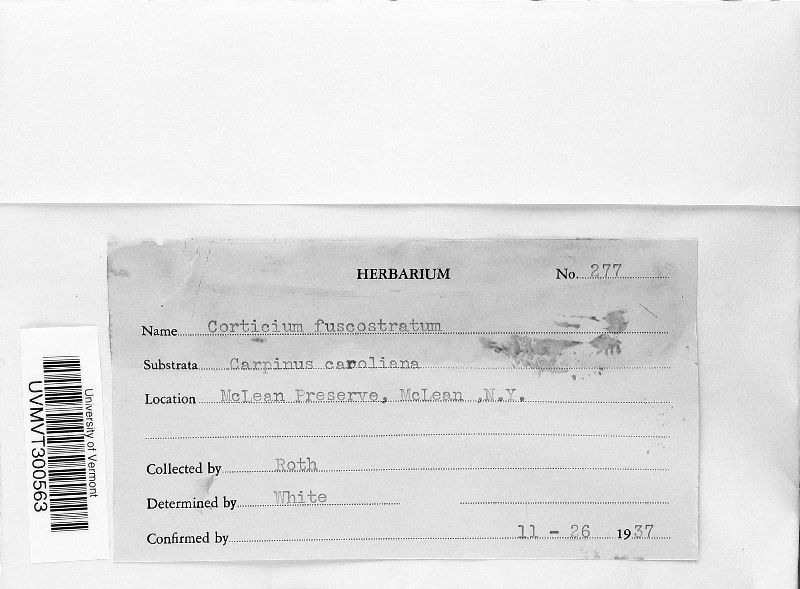 HERBARIUM
No. 277
Name Corticium fuscostratum
Substrata Carpinus caroliana
Location McLean Preserve, McLean ,N.Y.
Collected by Roth
Determined by White
Confirmed by
11 - 26 1937
University of Vermont
UVMVT300563